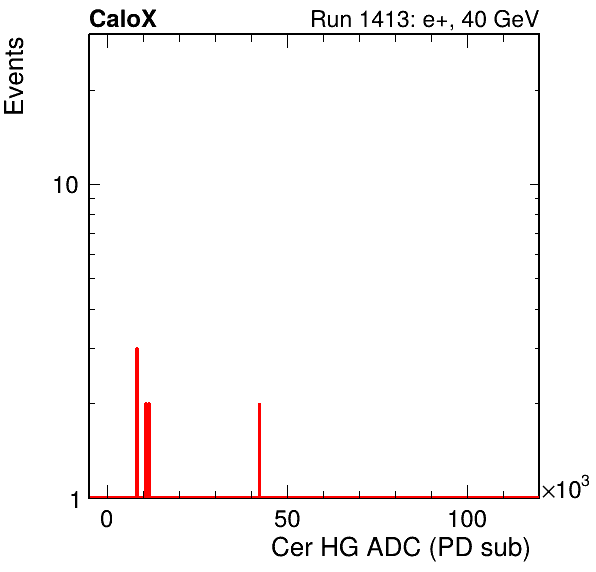 CaloX Run 1413: e+, 40 GeV
Events
10
1
0 50 100 ×10³
Cer HG ADC (PD sub)